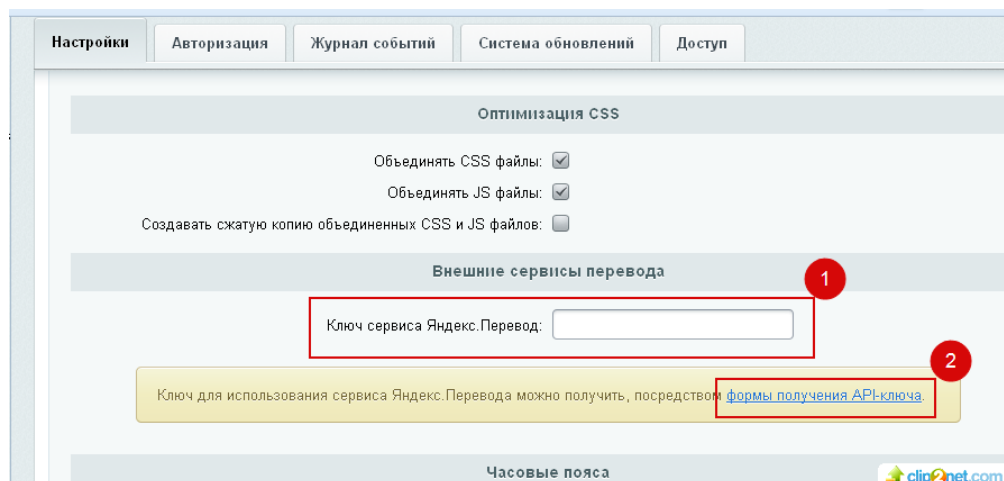 Настройки Авторизация Журнал событий Система обновлений Доступ
Оптимизация CSS
Объединять CSS файлы:
Объединять JS файлы:
Создавать сжатую копию объединенных CSS и JS файлов:
Внешние сервисы перевода
1
Ключ сервиса Яндекс.Перевод:
2
Ключ для использования сервиса Яндекс.Перевода можно получить, посредством формы получения API-ключа.
Часовые пояса
clip2net.com